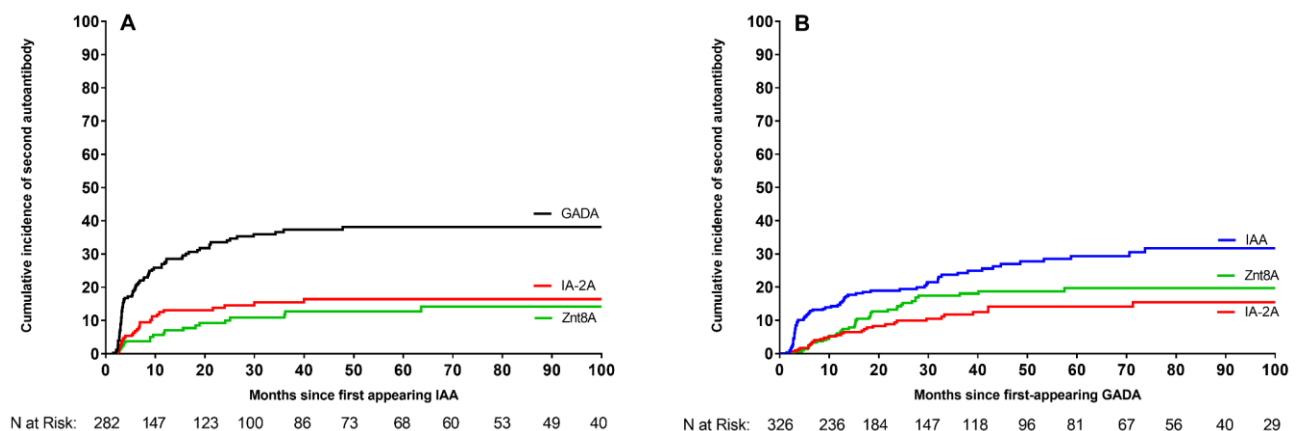 A
Cumulative incidence of second autoantibody
100
90
80
70
60
50
40
30
20
10
0
GADA
IA-2A
Znt8A
0 10 20 30 40 50 60 70 80 90 100
Months since first appearing IAA
N at Risk: 282 147 123 100 86 73 68 60 53 49 40
B
Cumulative incidence of second autoantibody
100
90
80
70
60
50
40
30
20
10
0
IAA
Znt8A
IA-2A
0 10 20 30 40 50 60 70 80 90 100
Months since first-appearing GADA
N at Risk: 326 236 184 147 118 96 81 67 56 40 29